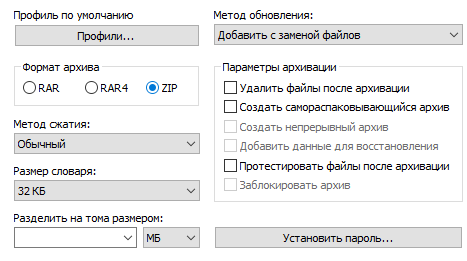 Профиль по умолчанию
Профили...
Метод обновления:
Добавить с заменой файлов
Формат архива
RAR
RAR4
ZIP
Метод сжатия:
Обычный
Размер словаря:
32 КБ
Разделить на тома размером:
МБ
Параметры архивации
Удалить файлы после архивации
Создать самораспаковывающийся архив
Создать непрерывный архив
Добавить данные для восстановления
Протестировать файлы после архивации
Заблокировать архив
Установить пароль...